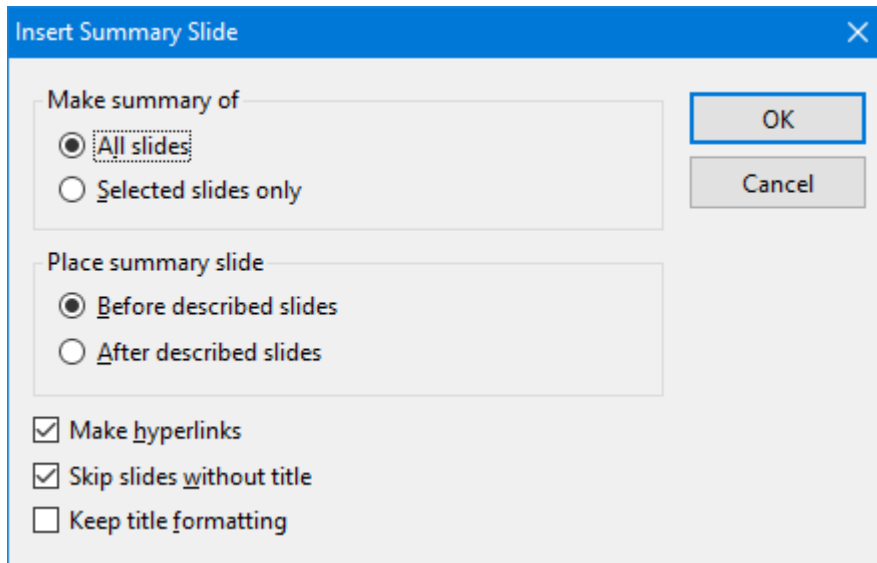 Insert Summary Slide
Make summary of
All slides
Selected slides only
OK
Cancel
Place summary slide
Before described slides
After described slides
Make hyperlinks
Skip slides without title
Keep title formatting